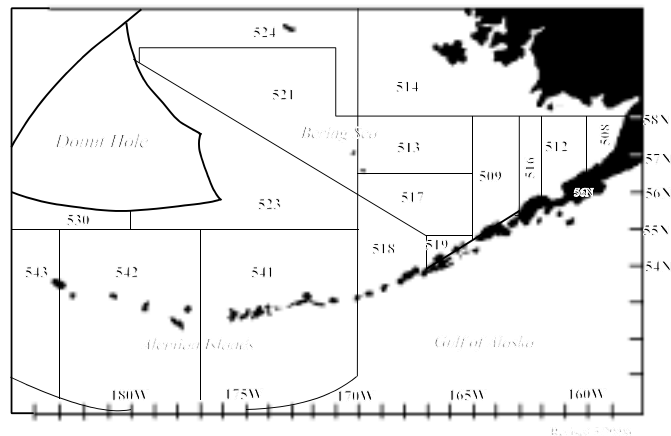 524
521
514
58N
Donut Hole
Bering Sea
513
516
512
508
57N
509
517
56N
523
530
55N
519
518
54N
543
542
541
Aleutian Islands
Gulf of Alaska
180W
175W
170W
165W
160W